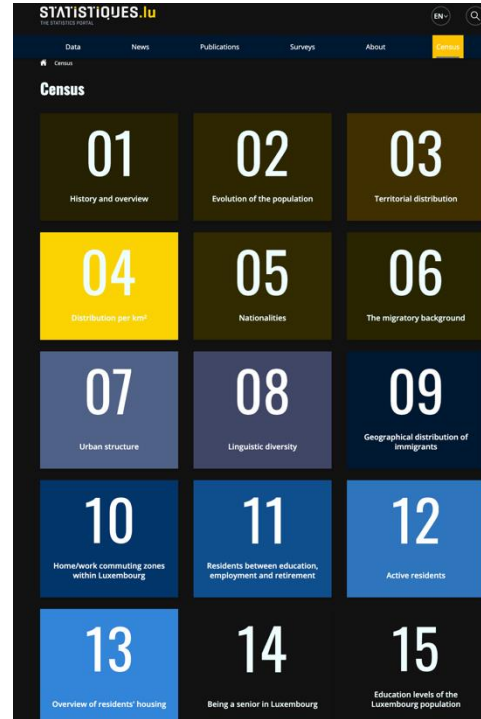 STATISTIQUES.lu
THE STATISTICS PORTAL
EN
Data News Publications Surveys About Census
Census
Census
01
History and overview
02
Evolution of the population
03
Territorial distribution
04
Distribution per km²
05
Nationalities
06
The migratory background
07
Urban structure
08
Linguistic diversity
09
Geographical distribution of
immigrants
10
Home/work commuting zones
within Luxembourg
11
Residents between education,
employment and retirement
12
Active residents
13
Overview of residents' housing
14
Being a senior in Luxembourg
15
Education levels of the
Luxembourg population